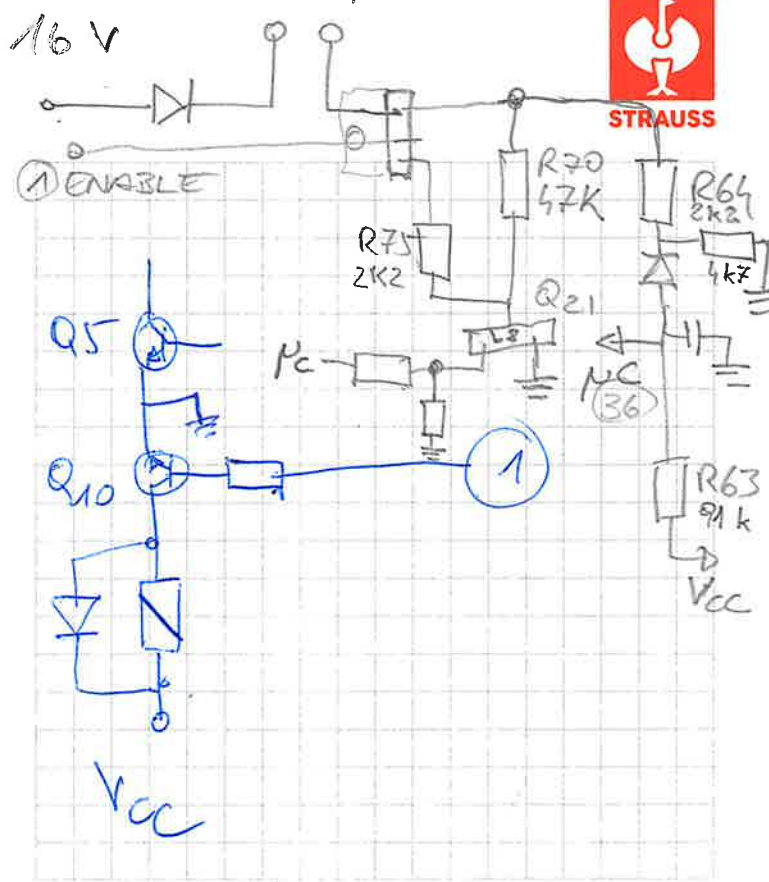 16 V
STRAUSS
① ENABLE
R70
47K
R64
2k2
4k7
R75
2K2
Q21
L8
Q5
µC
µC
36
Q10
1
R63
91 k
VCC
VCC